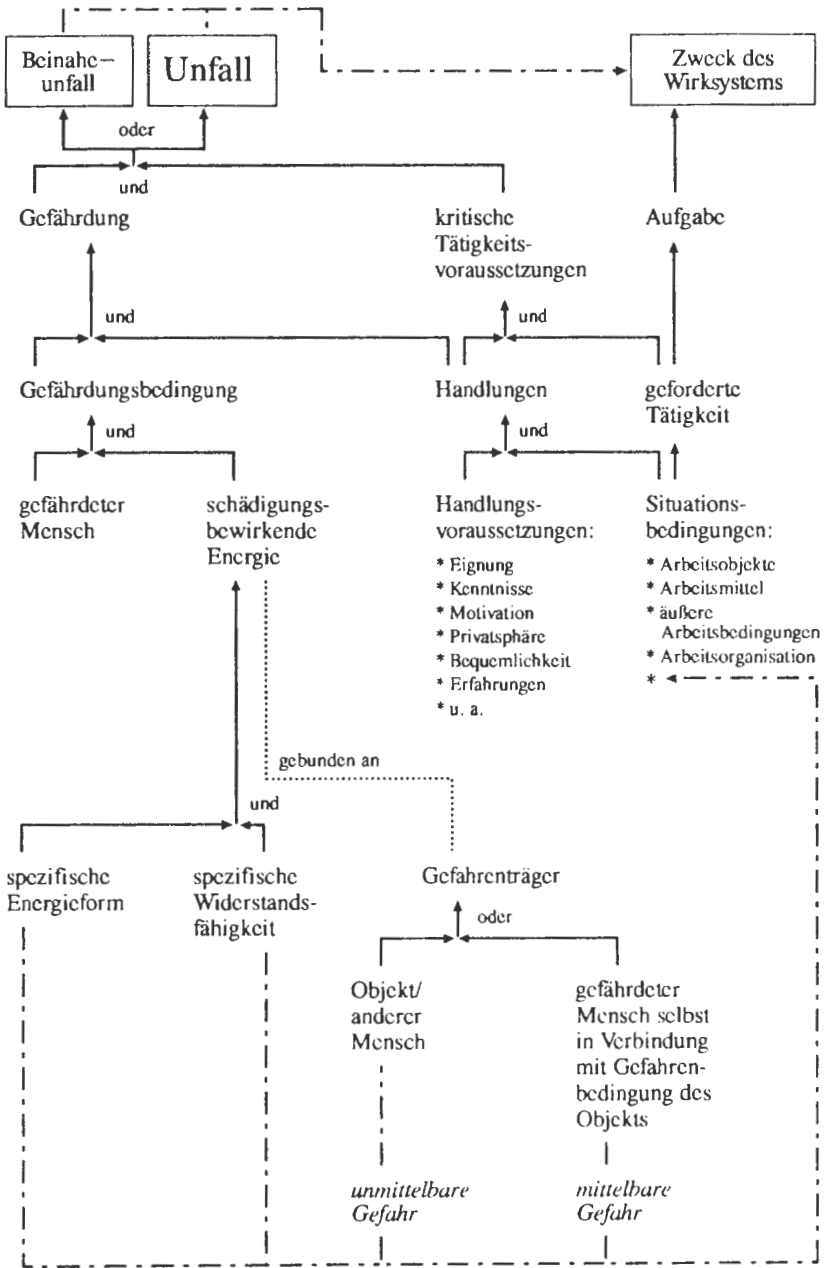 Beinahe–
unfall
Unfall
Zweck des
Wirksystems
oder
und
Gefährdung
kritische
Tätigkeits-
voraussetzungen
Aufgabe
und
und
Gefährdungsbedingung
Handlungen
geforderte
Tätigkeit
und
und
gefährdeter
Mensch
schädigungs-
bewirkende
Energie
Handlungs-
voraussetzungen:
* Eignung
* Kenntnisse
* Motivation
* Privatsphäre
* Bequemlichkeit
* Erfahrungen
* u. a.
Situations-
bedingungen:
* Arbeitsobjekte
* Arbeitsmittel
* äußere
Arbeitsbedingungen
* Arbeitsorganisation
*
gebunden an
und
spezifische
Energieform
spezifische
Widerstands-
fähigkeit
Gefahrenträger
oder
Objekt/
anderer
Mensch
gefährdeter
Mensch selbst
in Verbindung
mit Gefahren-
bedingung des
Objekts
unmittelbare
Gefahr
mittelbare
Gefahr